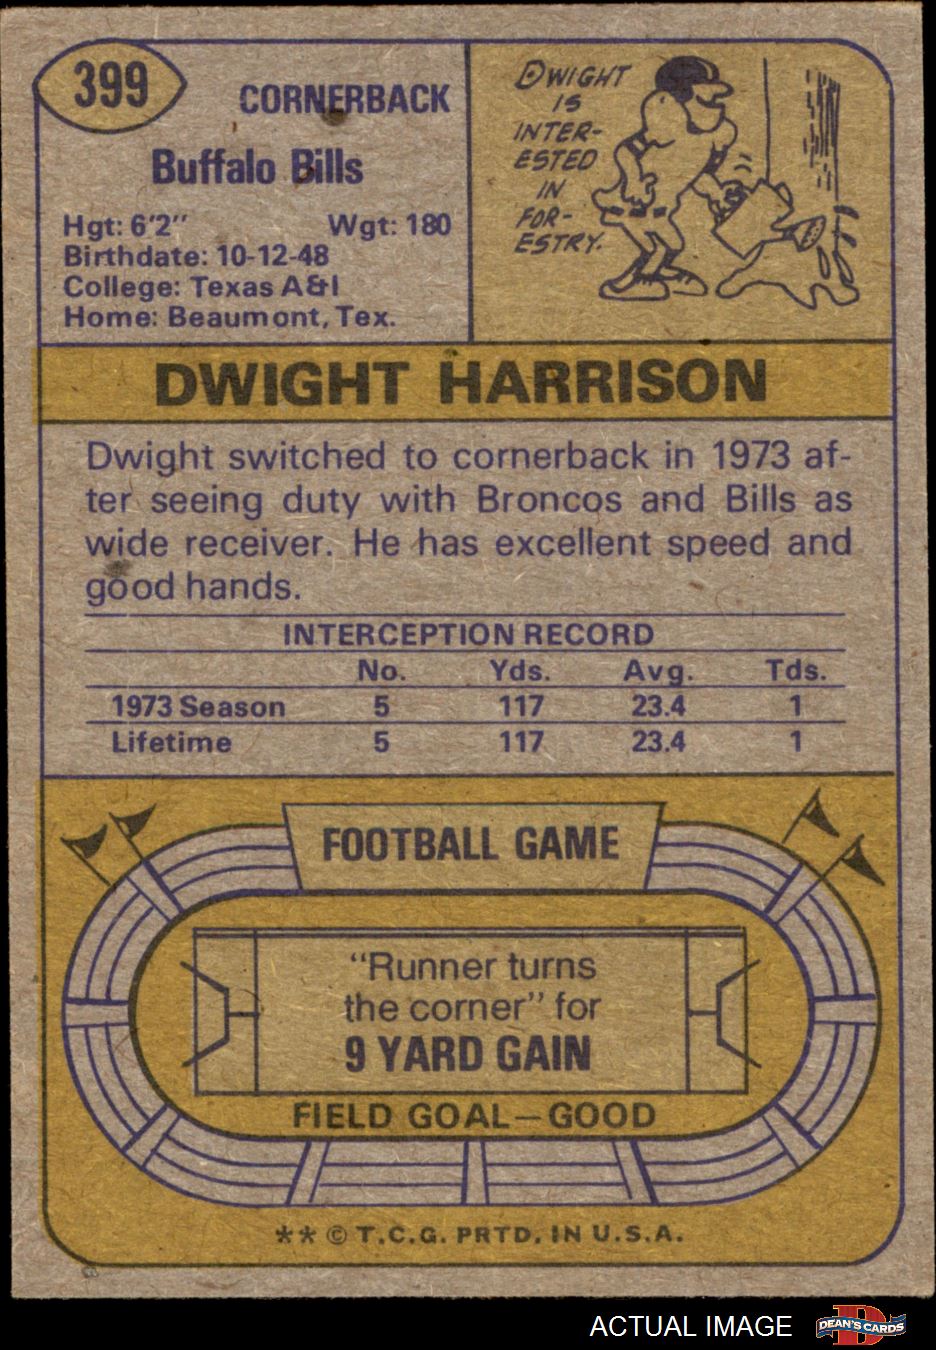 399
CORNERBACK
Buffalo Bills
Hgt: 6'2" Wgt: 180
Birthdate: 10-12-48
College: Texas A&I
Home: Beaumont, Tex.
DWIGHT
IS
INTER-
ESTED
IN
FOR-
ESTRY.
DWIGHT HARRISON
Dwight switched to cornerback in 1973 af-
ter seeing duty with Broncos and Bills as
wide receiver. He has excellent speed and
good hands.
INTERCEPTION RECORD
No. Yds. Avg. Tds.
1973 Season 5 117 23.4 1
Lifetime 5 117 23.4 1
FOOTBALL GAME
"Runner turns
the corner" for
9 YARD GAIN
FIELD GOAL—GOOD
** © T.C.G. PRTD. IN U.S.A.
ACTUAL IMAGE
DEAN'S CARDS